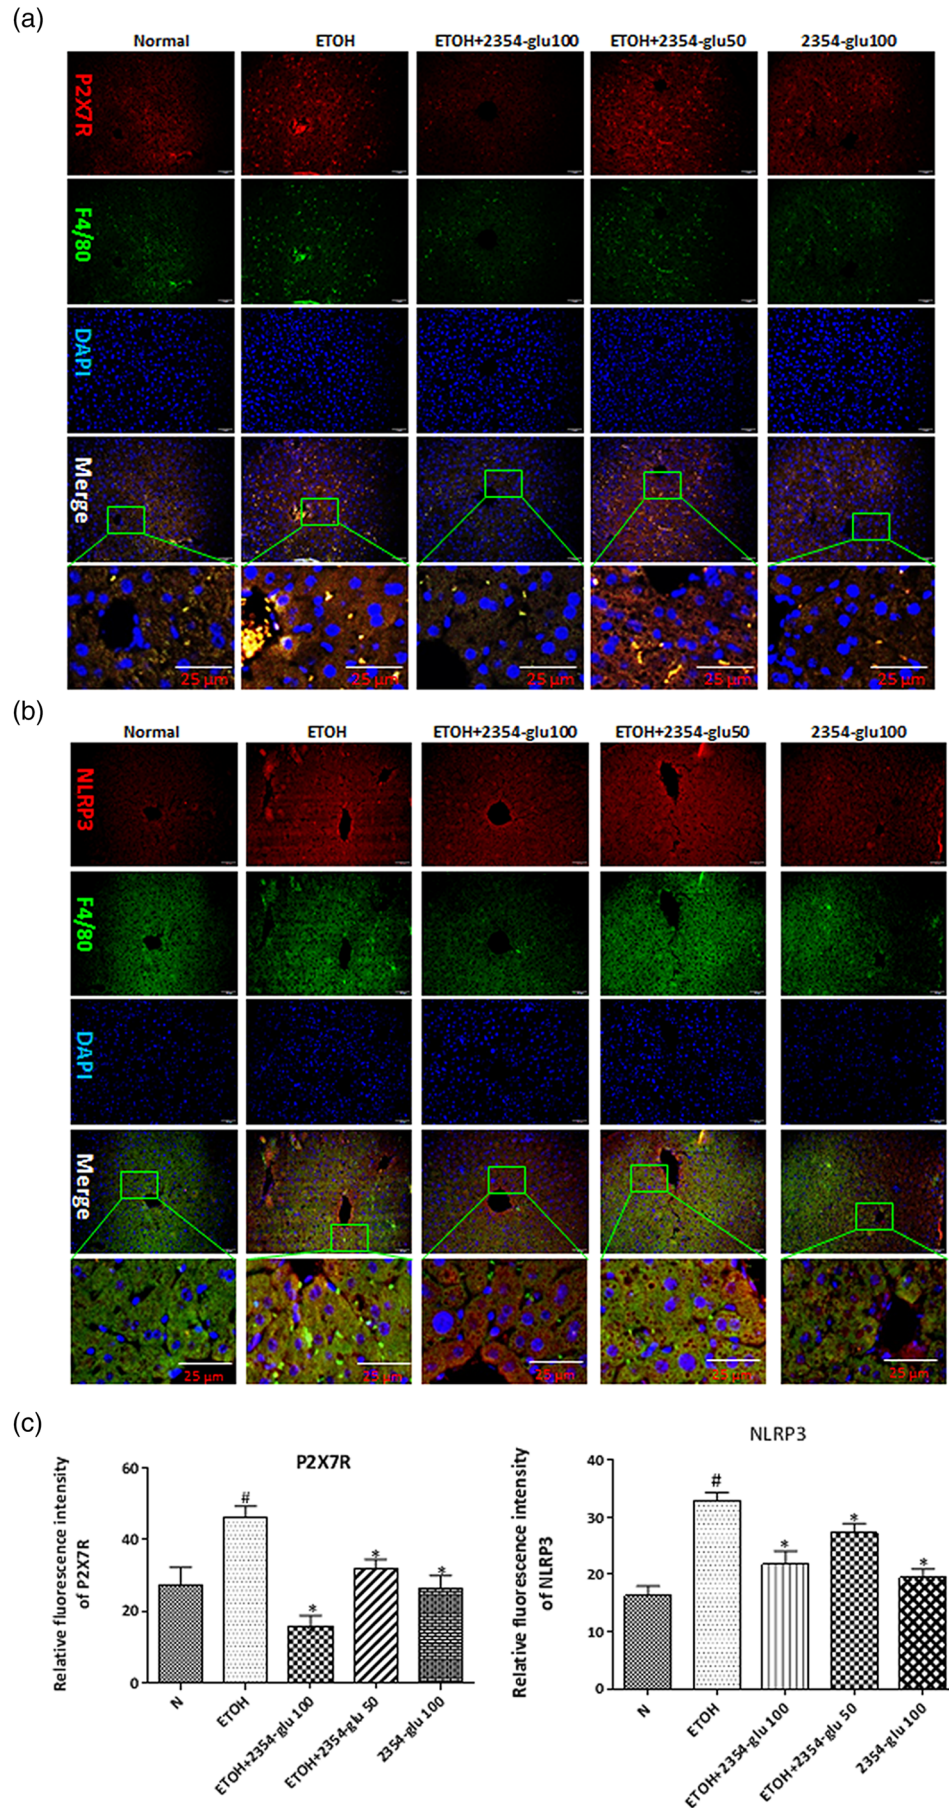 (a)
Normal ETOH ETOH+2354-glu100 ETOH+2354-glu50 2354-glu100
P2X7R
F4/80
DAPI
Merge
25 μm 25 μm 25 μm 25 μm 25 μm
(b)
Normal ETOH ETOH+2354-glu100 ETOH+2354-glu50 2354-glu100
NLRP3
F4/80
DAPI
Merge
25 μm 25 μm 25 μm 25 μm 25 μm
(c)
P2X7R
Relative fluorescence intensity
of P2X7R
60
40
20
0
#
*
*
*
N
ETOH
ETOH+2354-glu 100
ETOH+2354-glu 50
2354-glu 100
NLRP3
Relative fluorescence intensity
of NLRP3
40
30
20
10
0
#
*
*
*
N
ETOH
ETOH+2354-glu 100
ETOH+2354-glu 50
2354-glu 100